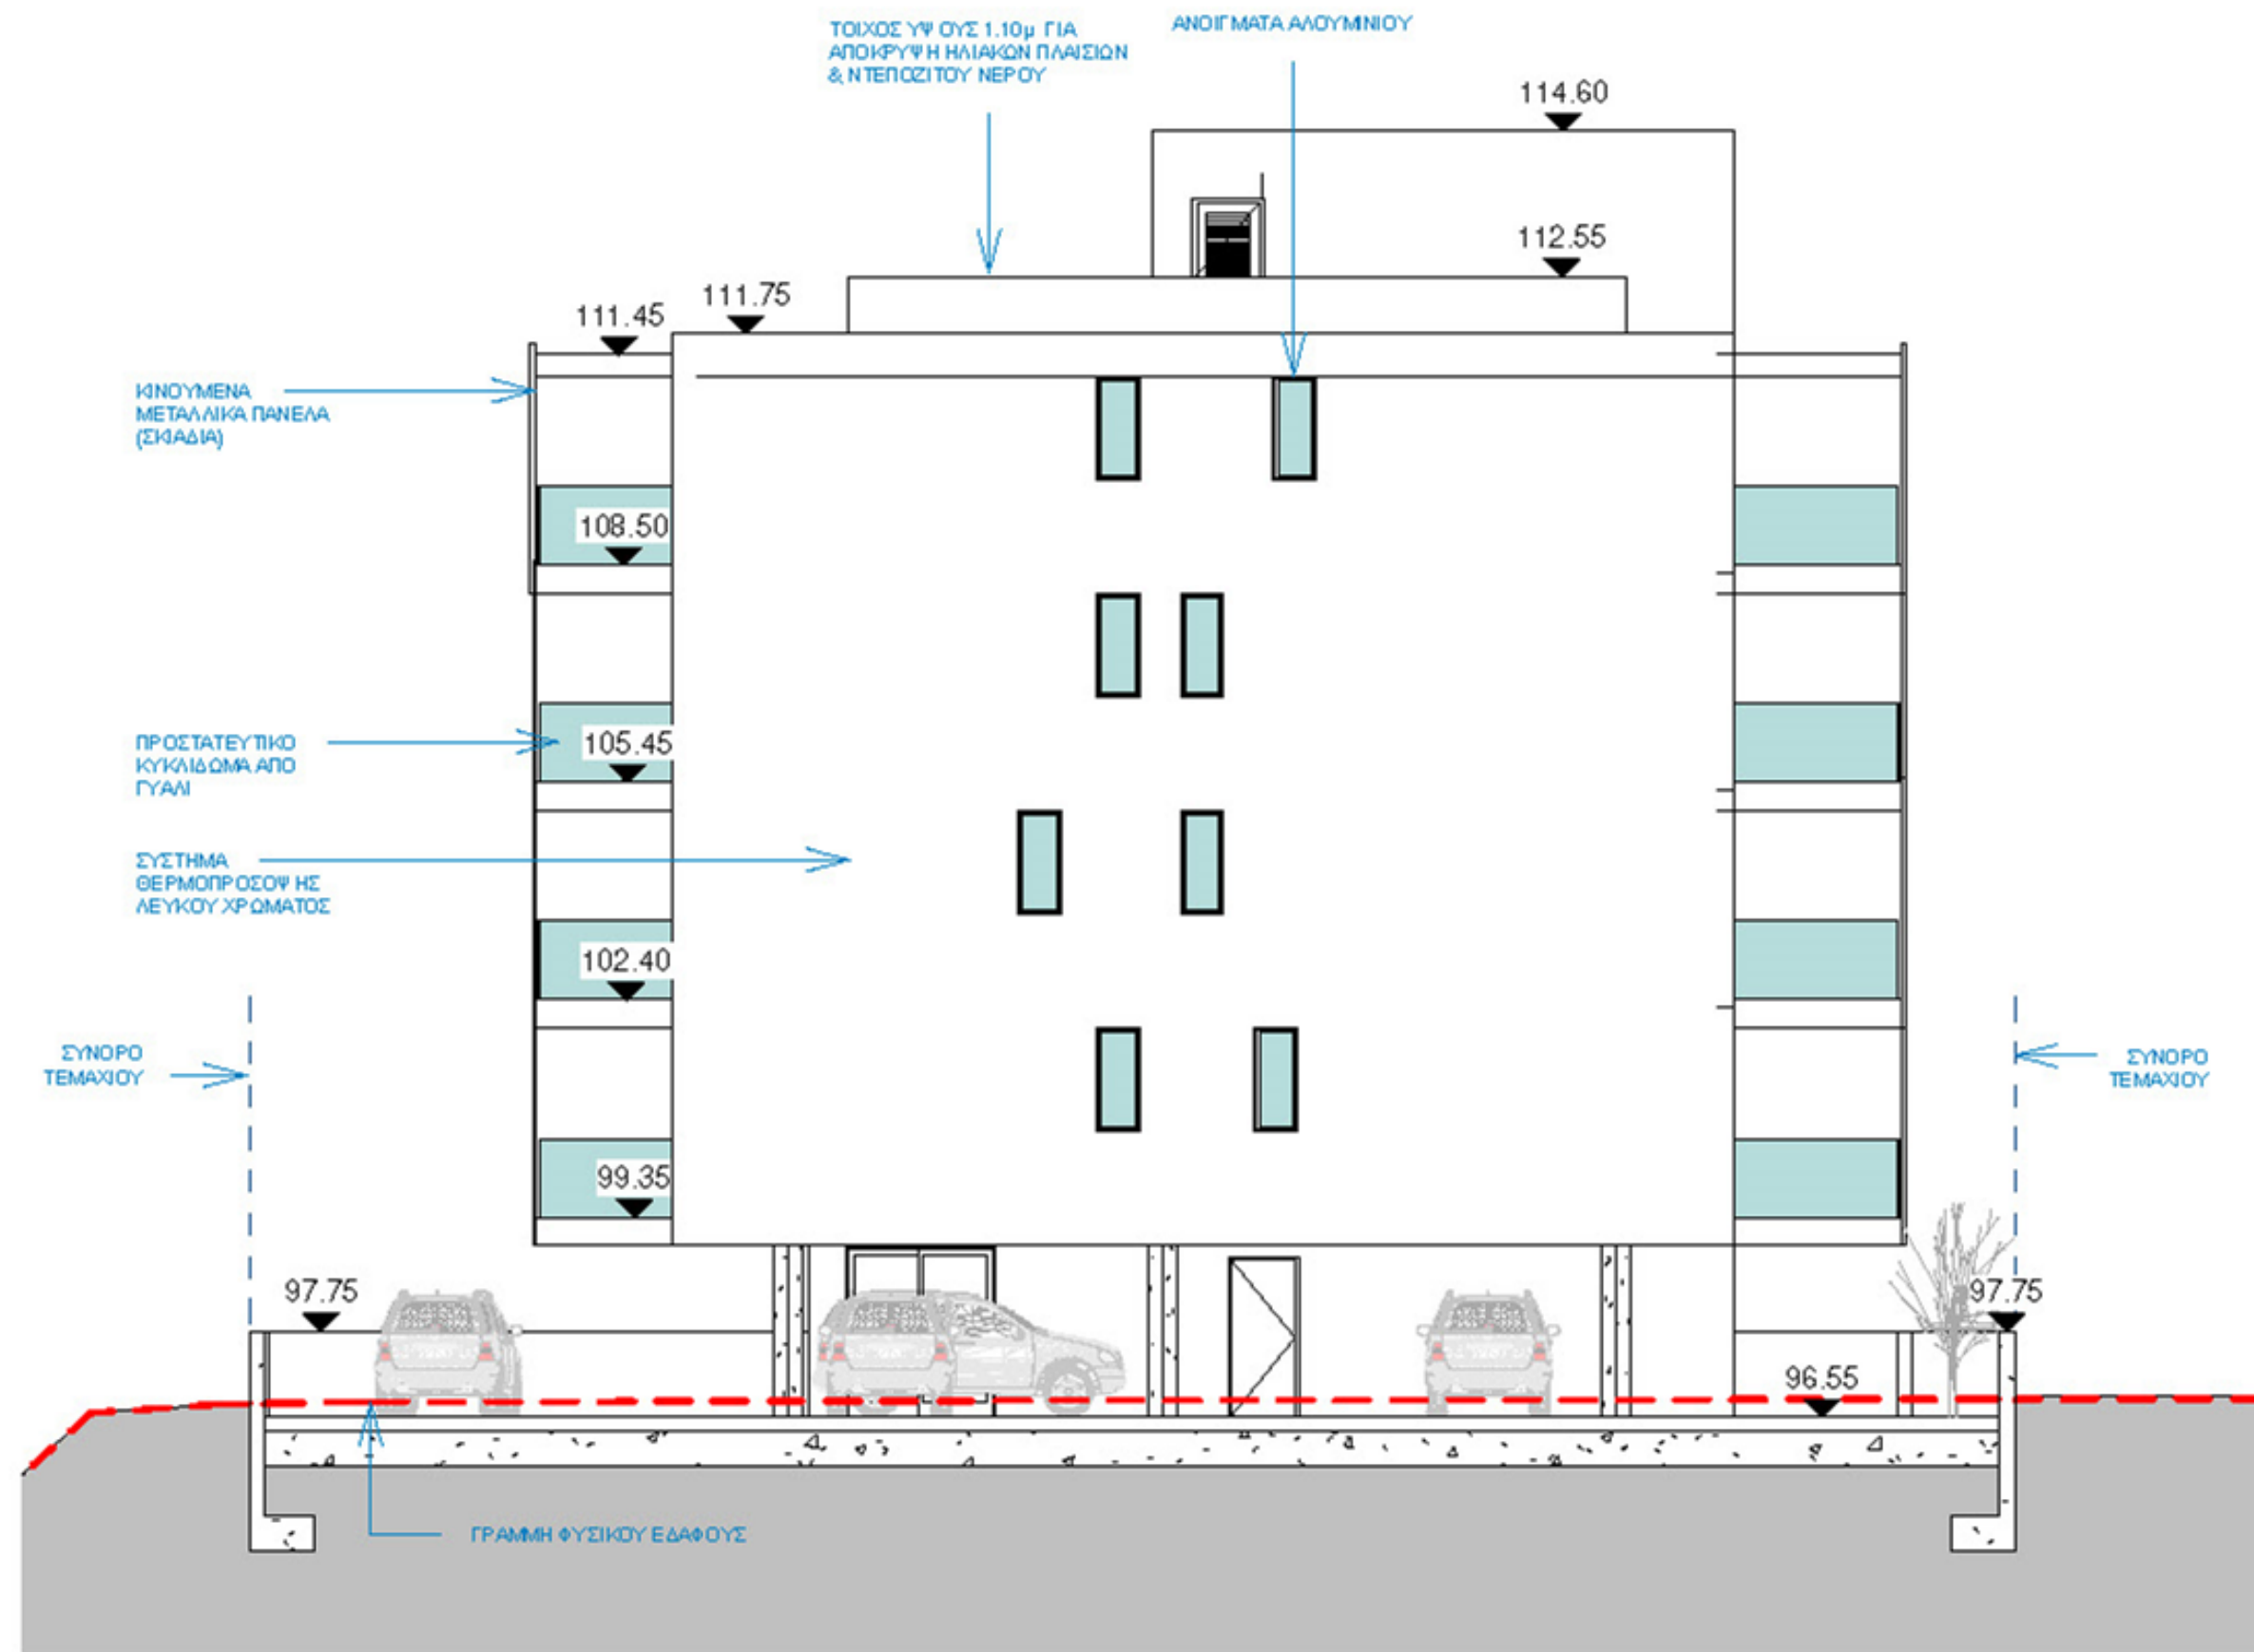 ΤΟΙΧΟΣ ΥΨΟΥΣ 1.10μ ΓΙΑ
ΑΠΟΚΡΥΨΗ ΗΛΙΑΚΩΝ ΠΛΑΙΣΙΩΝ
& ΝΤΕΠΟΖΙΤΟΥ ΝΕΡΟΥ
ΑΝΟΙΓΜΑΤΑ ΑΛΟΥΜΙΝΙΟΥ
114.60
112.55
111.75
111.45
ΚΙΝΟΥΜΕΝΑ
ΜΕΤΑΛΛΙΚΑ ΠΑΝΕΛΑ
(ΣΚΙΑΔΙΑ)
108.50
ΠΡΟΣΤΑΤΕΥΤΙΚΟ
ΚΥΚΛΙΔΩΜΑ ΑΠΟ
ΓΥΑΛΙ
105.45
ΣΥΣΤΗΜΑ
ΘΕΡΜΟΠΡΟΣΟΨΗΣ
ΛΕΥΚΟΥ ΧΡΩΜΑΤΟΣ
102.40
ΣΥΝΟΡΟ
ΤΕΜΑΧΙΟΥ
ΣΥΝΟΡΟ
ΤΕΜΑΧΙΟΥ
99.35
97.75
97.75
96.55
ΓΡΑΜΜΗ ΦΥΣΙΚΟΥ ΕΔΑΦΟΥΣ